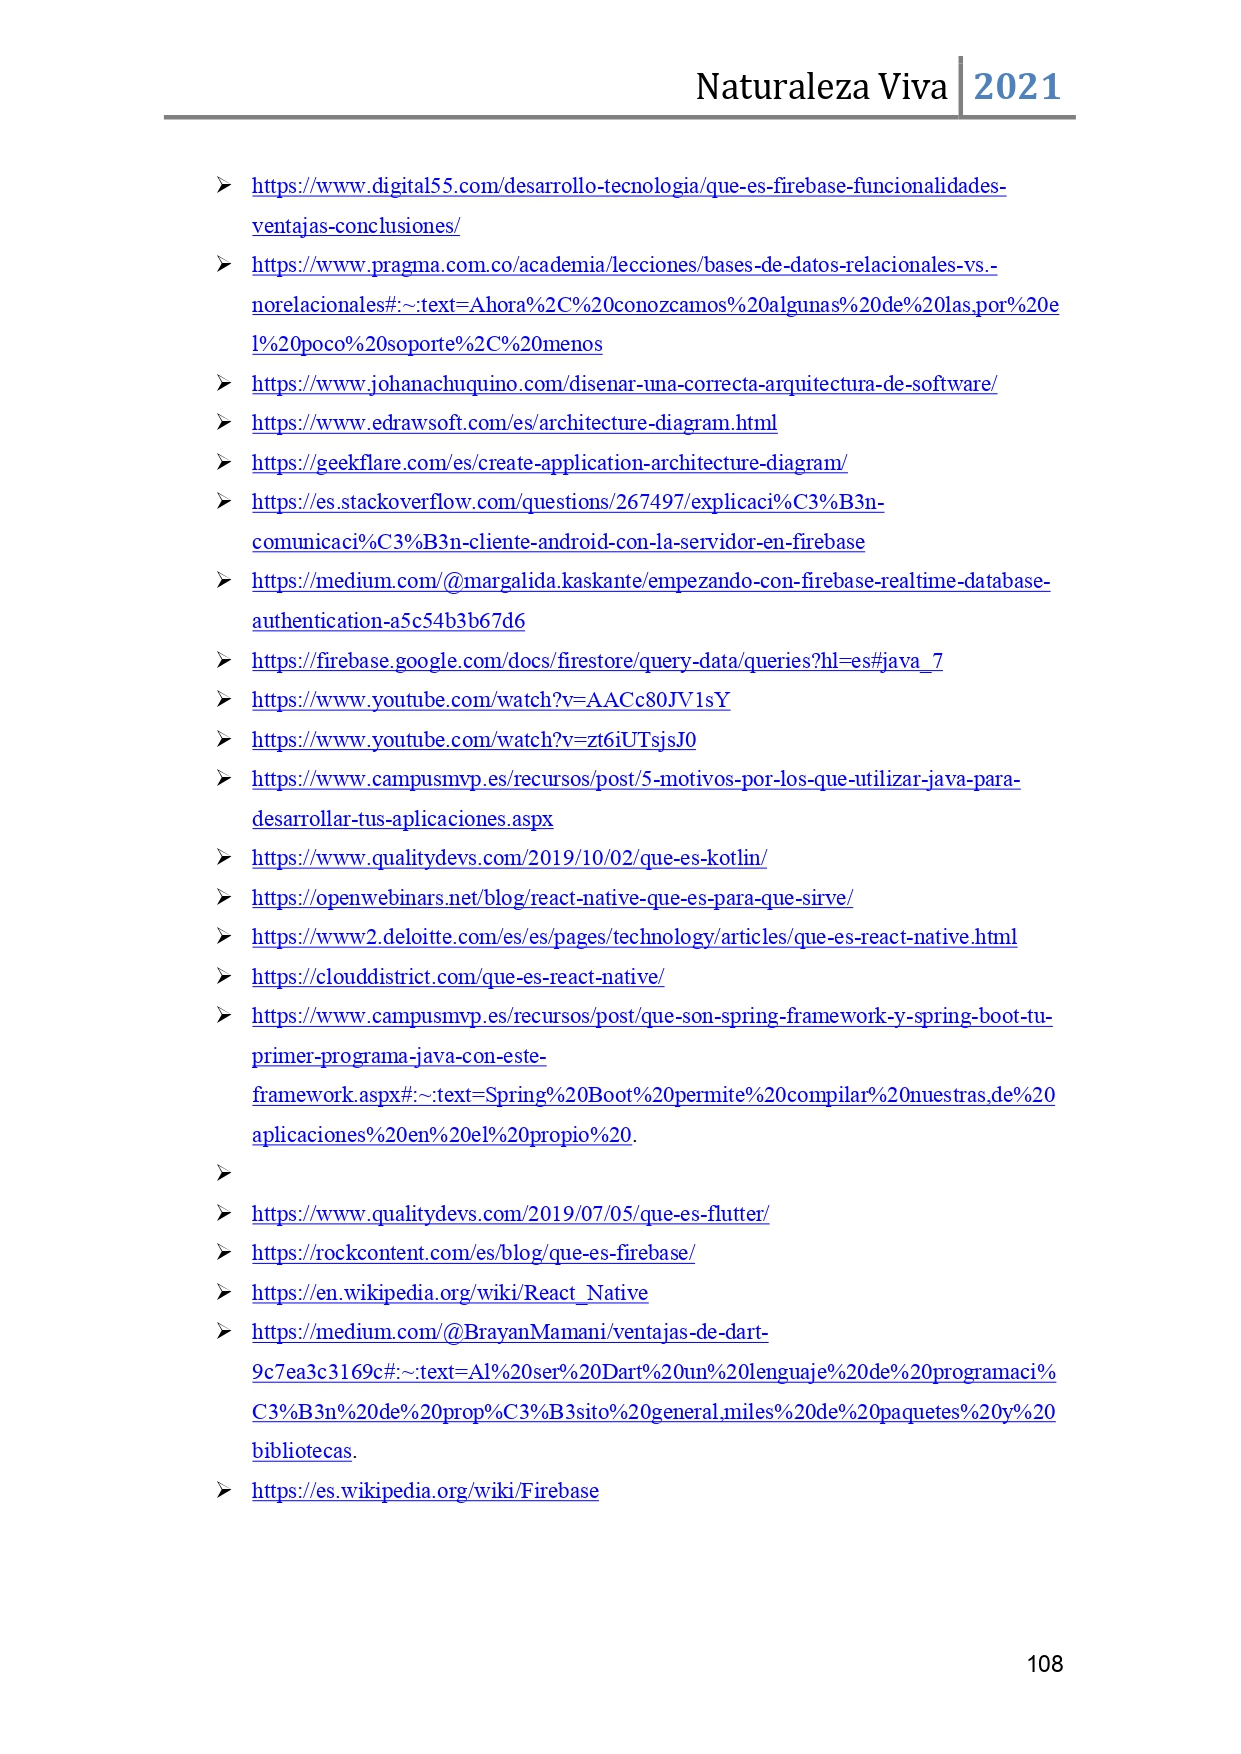 Naturaleza Viva 2021
➢ https://www.digital55.com/desarrollo-tecnologia/que-es-firebase-funcionalidades-
ventajas-conclusiones/
➢ https://www.pragma.com.co/academia/lecciones/bases-de-datos-relacionales-vs.-
norelacionales#:~:text=Ahora%2C%20conozcamos%20algunas%20de%20las,por%20e
l%20poco%20soporte%2C%20menos
➢ https://www.johanachuquino.com/disenar-una-correcta-arquitectura-de-software/
➢ https://www.edrawsoft.com/es/architecture-diagram.html
➢ https://geekflare.com/es/create-application-architecture-diagram/
➢ https://es.stackoverflow.com/questions/267497/explicaci%C3%B3n-
comunicaci%C3%B3n-cliente-android-con-la-servidor-en-firebase
➢ https://medium.com/@margalida.kaskante/empezando-con-firebase-realtime-database-
authentication-a5c54b3b67d6
➢ https://firebase.google.com/docs/firestore/query-data/queries?hl=es#java_7
➢ https://www.youtube.com/watch?v=AACc80JV1sY
➢ https://www.youtube.com/watch?v=zt6iUTsjsJ0
➢ https://www.campusmvp.es/recursos/post/5-motivos-por-los-que-utilizar-java-para-
desarrollar-tus-aplicaciones.aspx
➢ https://www.qualitydevs.com/2019/10/02/que-es-kotlin/
➢ https://openwebinars.net/blog/react-native-que-es-para-que-sirve/
➢ https://www2.deloitte.com/es/es/pages/technology/articles/que-es-react-native.html
➢ https://clouddistrict.com/que-es-react-native/
➢ https://www.campusmvp.es/recursos/post/que-son-spring-framework-y-spring-boot-tu-
primer-programa-java-con-este-
framework.aspx#:~:text=Spring%20Boot%20permite%20compilar%20nuestras,de%20
aplicaciones%20en%20el%20propio%20.
➢
➢ https://www.qualitydevs.com/2019/07/05/que-es-flutter/
➢ https://rockcontent.com/es/blog/que-es-firebase/
➢ https://en.wikipedia.org/wiki/React_Native
➢ https://medium.com/@BrayanMamani/ventajas-de-dart-
9c7ea3c3169c#:~:text=Al%20ser%20Dart%20un%20lenguaje%20de%20programaci%
C3%B3n%20de%20prop%C3%B3sito%20general,miles%20de%20paquetes%20y%20
bibliotecas.
➢ https://es.wikipedia.org/wiki/Firebase
108